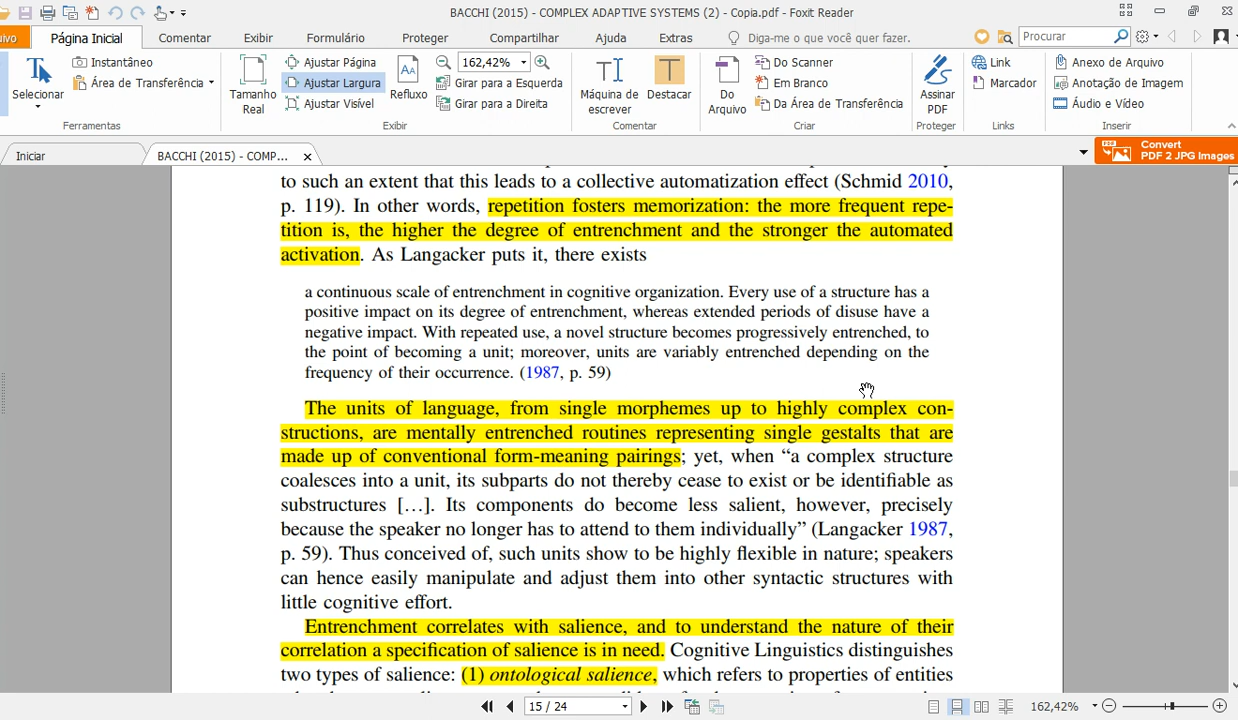 BACCHI (2015) - COMPLEX ADAPTIVE SYSTEMS (2) - Copia.pdf - Foxit Reader
ivo Página Inicial Comentar Exibir Formulário Proteger Compartilhar Ajuda Extras Diga-me o que você quer fazer. Procurar
Selecionar
Instantâneo
Área de Transferência
Ferramentas
Tamanho
Real
Ajustar Página
Ajustar Largura
Ajustar Visível
Refluxo
162,42%
Girar para a Esquerda
Girar para a Direita
Exibir
Máquina de
escrever
Destacar
Comentar
Do
Arquivo
Do Scanner
Em Branco
Da Área de Transferência
Criar
Assinar
PDF
Proteger
Link
Marcador
Links
Anexo de Arquivo
Anotação de Imagem
Áudio e Vídeo
Inserir
Iniciar
BACCHI (2015) - COMP...
Convert
PDF 2 JPG Images
to such an extent that this leads to a collective automatization effect (Schmid 2010,
p. 119). In other words, repetition fosters memorization: the more frequent repe-
tition is, the higher the degree of entrenchment and the stronger the automated
activation. As Langacker puts it, there exists
a continuous scale of entrenchment in cognitive organization. Every use of a structure has a
positive impact on its degree of entrenchment, whereas extended periods of disuse have a
negative impact. With repeated use, a novel structure becomes progressively entrenched, to
the point of becoming a unit; moreover, units are variably entrenched depending on the
frequency of their occurrence. (1987, p. 59)
The units of language, from single morphemes up to highly complex con-
structions, are mentally entrenched routines representing single gestalts that are
made up of conventional form-meaning pairings; yet, when “a complex structure
coalesces into a unit, its subparts do not thereby cease to exist or be identifiable as
substructures […]. Its components do become less salient, however, precisely
because the speaker no longer has to attend to them individually” (Langacker 1987,
p. 59). Thus conceived of, such units show to be highly flexible in nature; speakers
can hence easily manipulate and adjust them into other syntactic structures with
little cognitive effort.
Entrenchment correlates with salience, and to understand the nature of their
correlation a specification of salience is in need. Cognitive Linguistics distinguishes
two types of salience: (1) ontological salience, which refers to properties of entities
15 / 24
162,42%